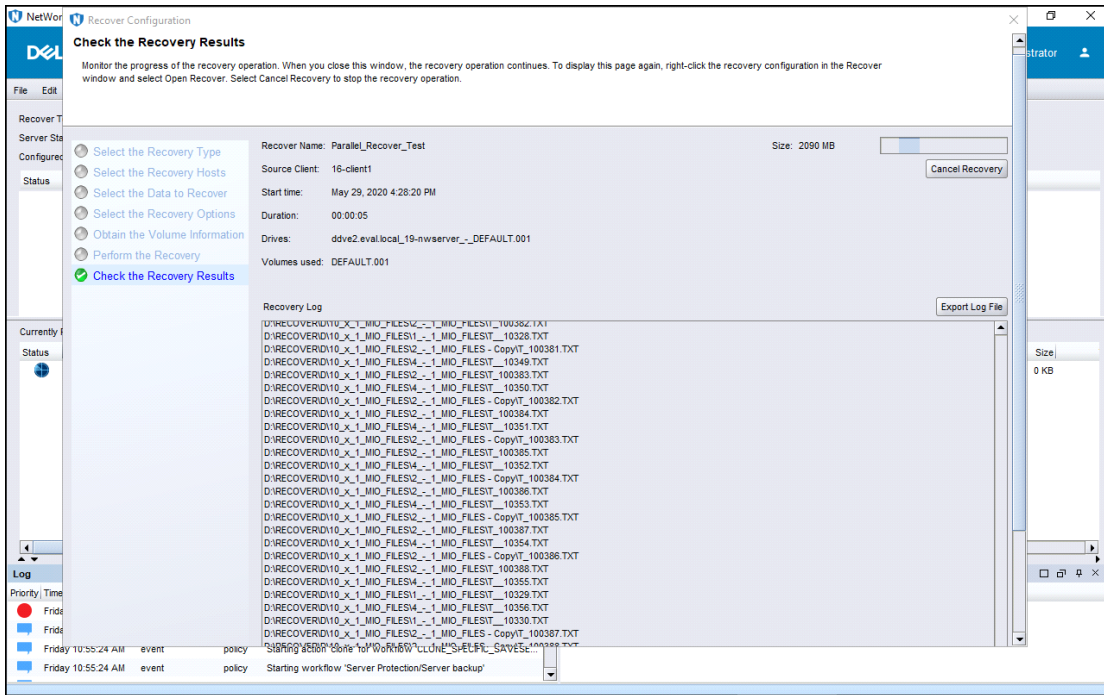 NetWor
Recover Configuration
DELL
strator
File Edit
Recover T
Server Sta
Configured
Status
Check the Recovery Results
Monitor the progress of the recovery operation. When you close this window, the recovery operation continues. To display this page again, right-click the recovery configuration in the Recover
window and select Open Recover. Select Cancel Recovery to stop the recovery operation.
Select the Recovery Type
Select the Recovery Hosts
Select the Data to Recover
Select the Recovery Options
Obtain the Volume Information
Perform the Recovery
Check the Recovery Results
Recover Name: Parallel_Recover_Test
Size: 2090 MB
Source Client: 16-client1
Cancel Recovery
Start time: May 29, 2020 4:28:20 PM
Duration: 00:00:05
Drives: ddve2.eval.local_19-nwserver_-_DEFAULT.001
Volumes used: DEFAULT.001
Recovery Log
Export Log File
D:\RECOVER\D\10_x_1_MIO_FILES\2_-_1_MIO_FILES\T_100382.TXT
D:\RECOVER\D\10_x_1_MIO_FILES\1_-_1_MIO_FILES\T__10328.TXT
D:\RECOVER\D\10_x_1_MIO_FILES\2_-_1_MIO_FILES - Copy\T_100381.TXT
D:\RECOVER\D\10_x_1_MIO_FILES\4_-_1_MIO_FILES\T__10349.TXT
D:\RECOVER\D\10_x_1_MIO_FILES\2_-_1_MIO_FILES\T_100383.TXT
D:\RECOVER\D\10_x_1_MIO_FILES\4_-_1_MIO_FILES\T__10350.TXT
D:\RECOVER\D\10_x_1_MIO_FILES\2_-_1_MIO_FILES - Copy\T_100382.TXT
D:\RECOVER\D\10_x_1_MIO_FILES\2_-_1_MIO_FILES\T_100384.TXT
D:\RECOVER\D\10_x_1_MIO_FILES\4_-_1_MIO_FILES\T__10351.TXT
D:\RECOVER\D\10_x_1_MIO_FILES\2_-_1_MIO_FILES - Copy\T_100383.TXT
D:\RECOVER\D\10_x_1_MIO_FILES\2_-_1_MIO_FILES\T_100385.TXT
D:\RECOVER\D\10_x_1_MIO_FILES\4_-_1_MIO_FILES\T__10352.TXT
D:\RECOVER\D\10_x_1_MIO_FILES\2_-_1_MIO_FILES - Copy\T_100384.TXT
D:\RECOVER\D\10_x_1_MIO_FILES\2_-_1_MIO_FILES\T_100386.TXT
D:\RECOVER\D\10_x_1_MIO_FILES\4_-_1_MIO_FILES\T__10353.TXT
D:\RECOVER\D\10_x_1_MIO_FILES\2_-_1_MIO_FILES - Copy\T_100385.TXT
D:\RECOVER\D\10_x_1_MIO_FILES\2_-_1_MIO_FILES\T_100387.TXT
D:\RECOVER\D\10_x_1_MIO_FILES\4_-_1_MIO_FILES\T__10354.TXT
D:\RECOVER\D\10_x_1_MIO_FILES\2_-_1_MIO_FILES - Copy\T_100386.TXT
D:\RECOVER\D\10_x_1_MIO_FILES\2_-_1_MIO_FILES\T_100388.TXT
D:\RECOVER\D\10_x_1_MIO_FILES\4_-_1_MIO_FILES\T__10355.TXT
D:\RECOVER\D\10_x_1_MIO_FILES\1_-_1_MIO_FILES\T__10329.TXT
D:\RECOVER\D\10_x_1_MIO_FILES\4_-_1_MIO_FILES\T__10356.TXT
D:\RECOVER\D\10_x_1_MIO_FILES\1_-_1_MIO_FILES\T__10330.TXT
D:\RECOVER\D\10_x_1_MIO_FILES\2_-_1_MIO_FILES - Copy\T_100387.TXT
Currently
Status
Size
0 KB
Log
Priority Time
Frida
Frida
Friday 10:55:24 AM event policy Starting action 'clone' for workflow 'CLONE_SPECIFIC_SAVESE...
Friday 10:55:24 AM event policy Starting workflow 'Server Protection/Server backup'